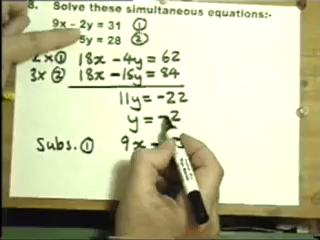 8. Solve these simultaneous equations:-
9x - 2y = 31 ①
5y = 28 ②
2x① 18x - 4y = 62
3x② 18x - 15y = 84
11y = -22
y = -2
Subs. ① 9x -